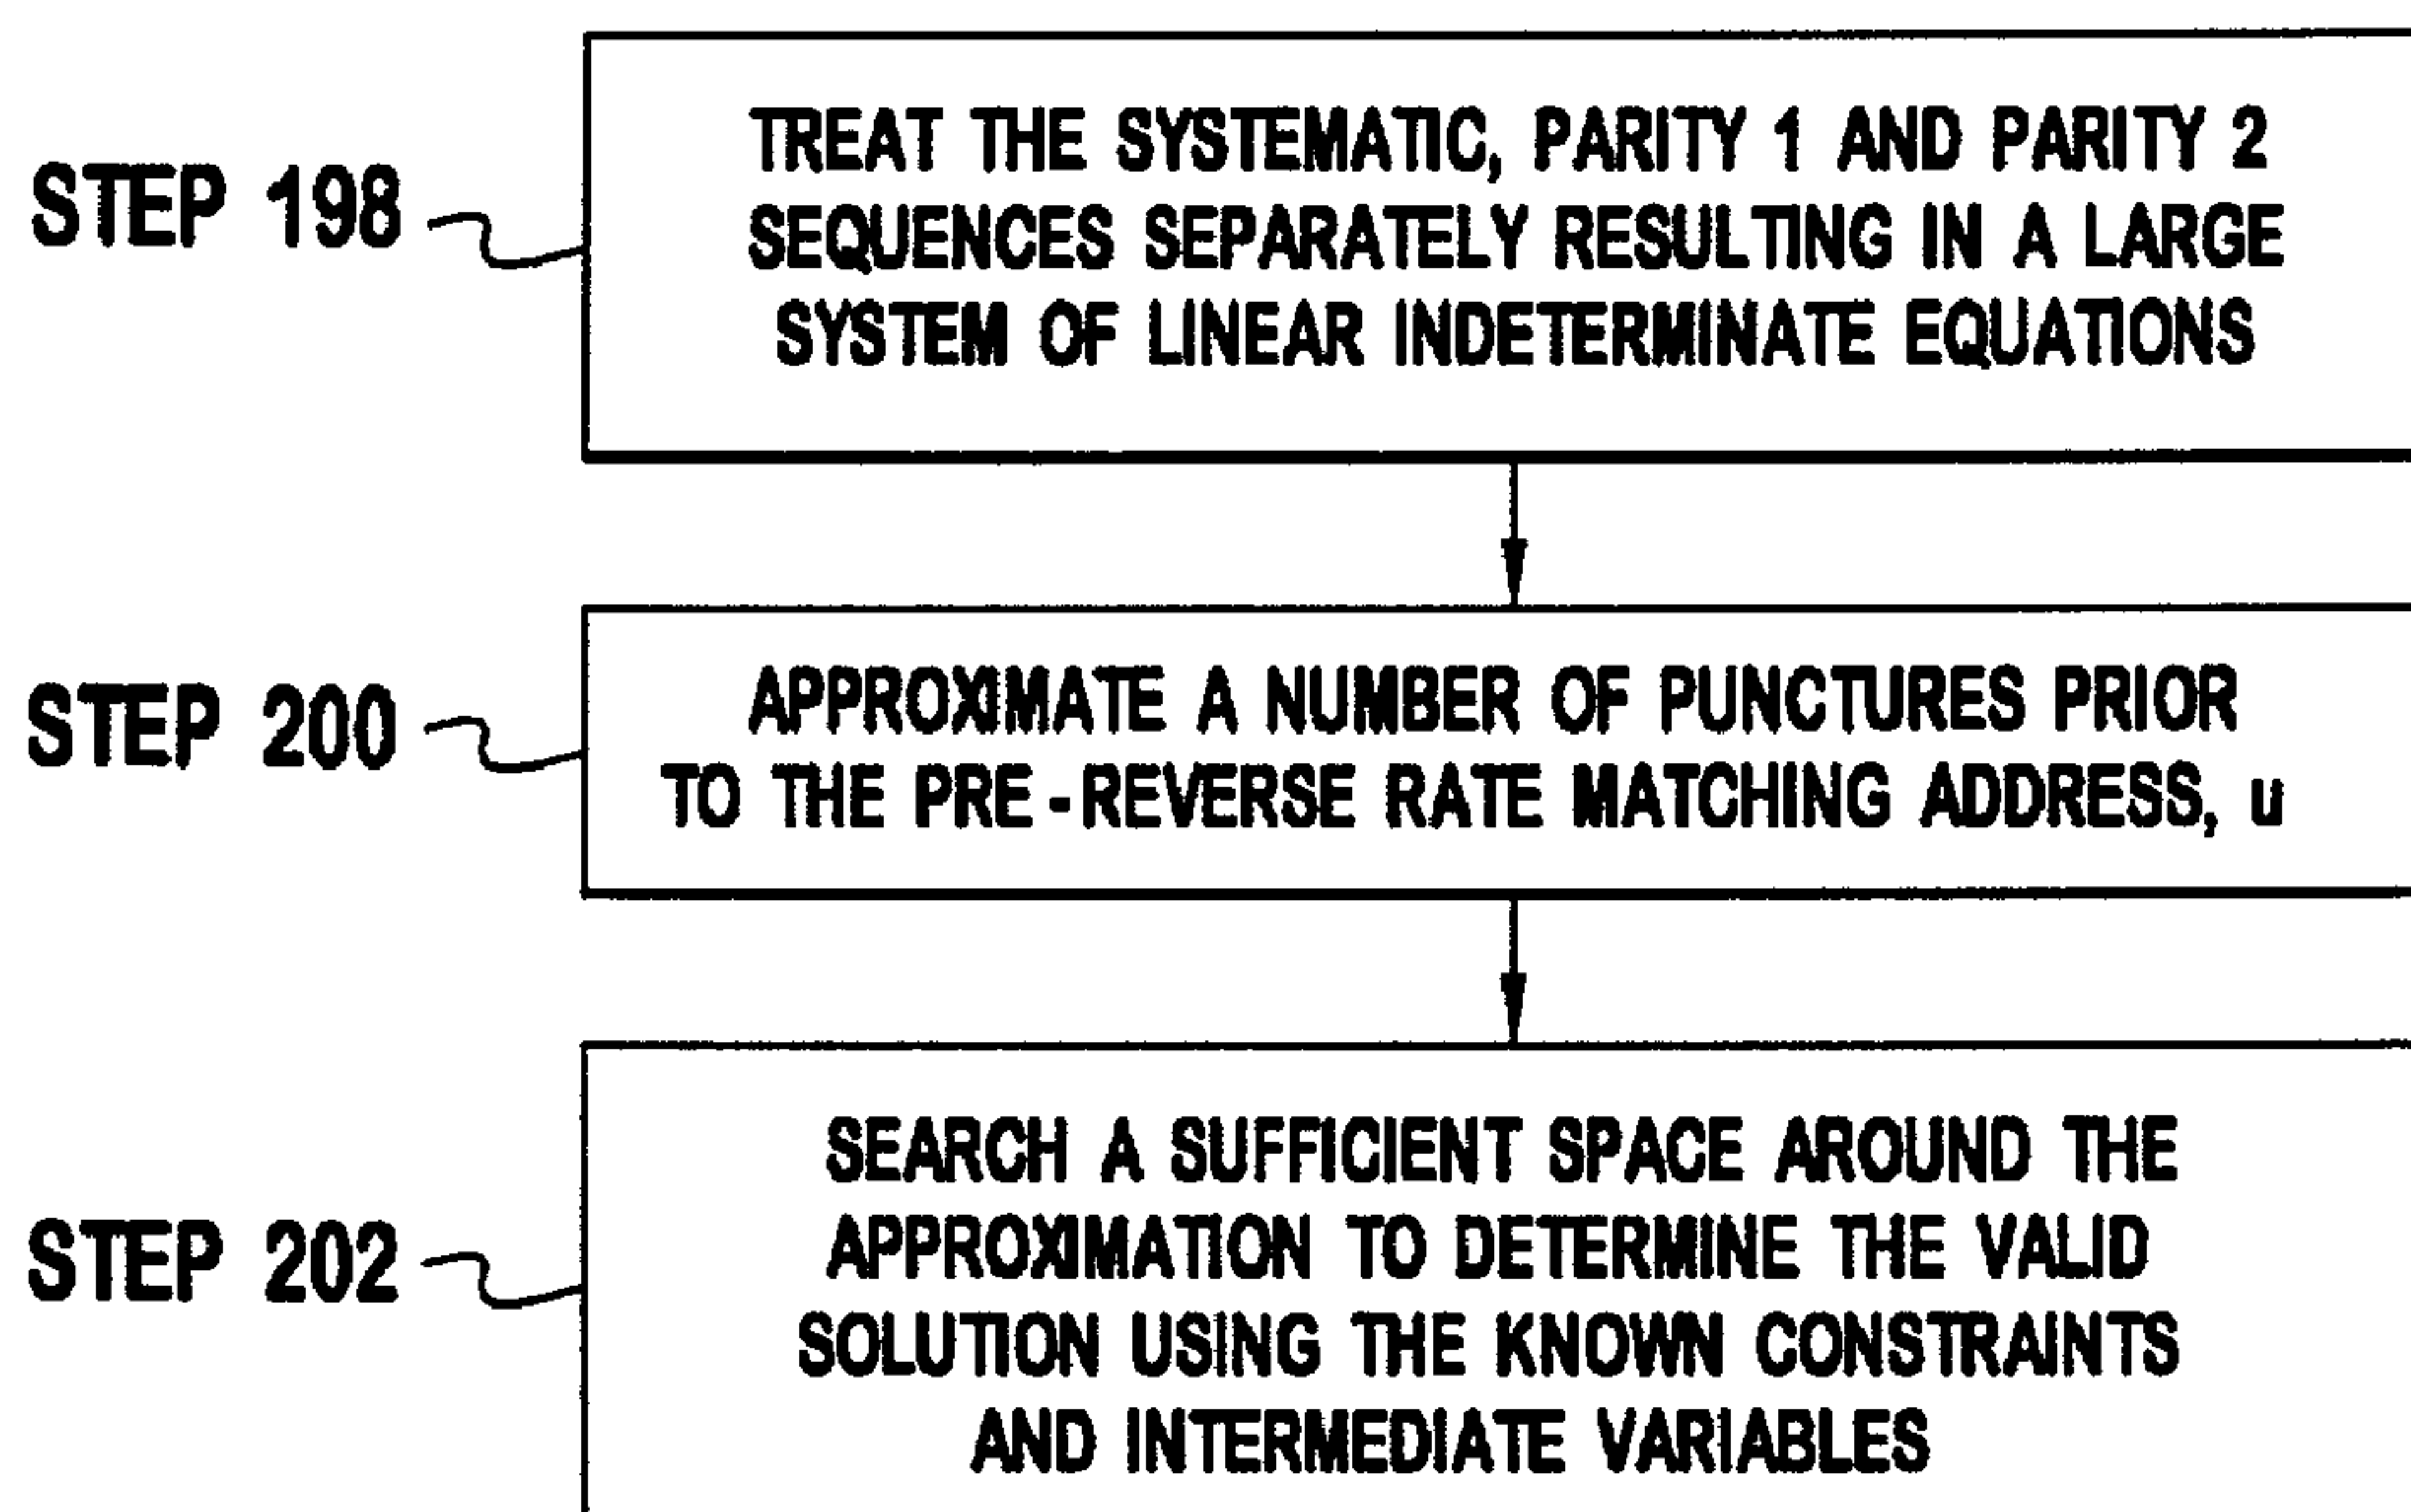 STEP 198
TREAT THE SYSTEMATIC, PARITY 1 AND PARITY 2
SEQUENCES SEPARATELY RESULTING IN A LARGE
SYSTEM OF LINEAR INDETERMINATE EQUATIONS
STEP 200
APPROXIMATE A NUMBER OF PUNCTURES PRIOR
TO THE PRE-REVERSE RATE MATCHING ADDRESS, u
STEP 202
SEARCH A SUFFICIENT SPACE AROUND THE
APPROXIMATION TO DETERMINE THE VALID
SOLUTION USING THE KNOWN CONSTRAINTS
AND INTERMEDIATE VARIABLES